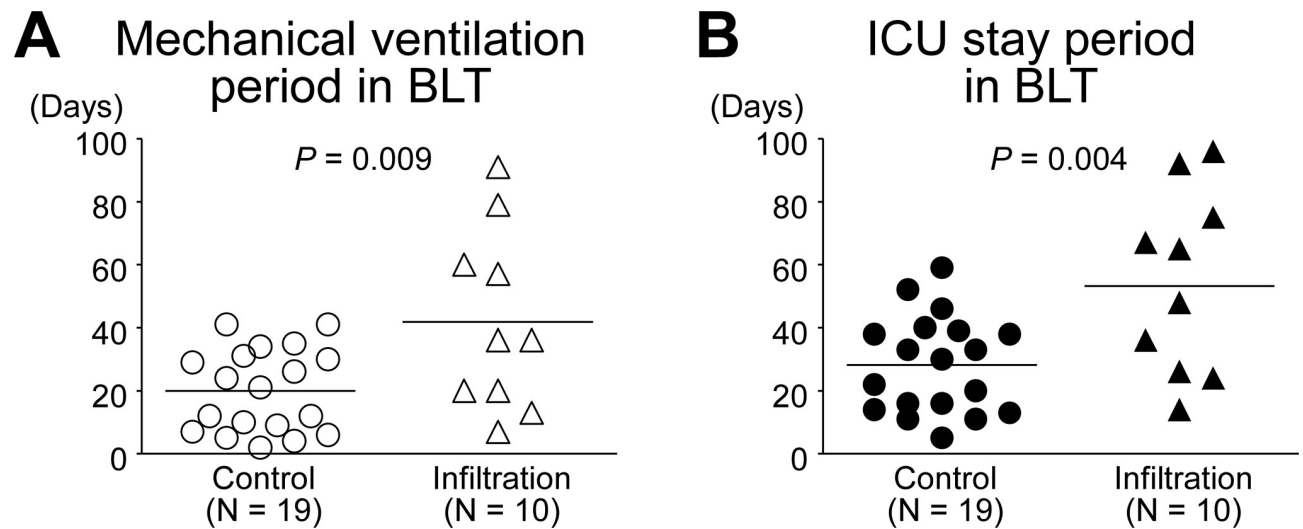 A
Mechanical ventilation
period in BLT
(Days)
100
80
60
40
20
0
P = 0.009
Control
(N = 19)
Infiltration
(N = 10)
B
ICU stay period
in BLT
(Days)
100
80
60
40
20
0
P = 0.004
Control
(N = 19)
Infiltration
(N = 10)